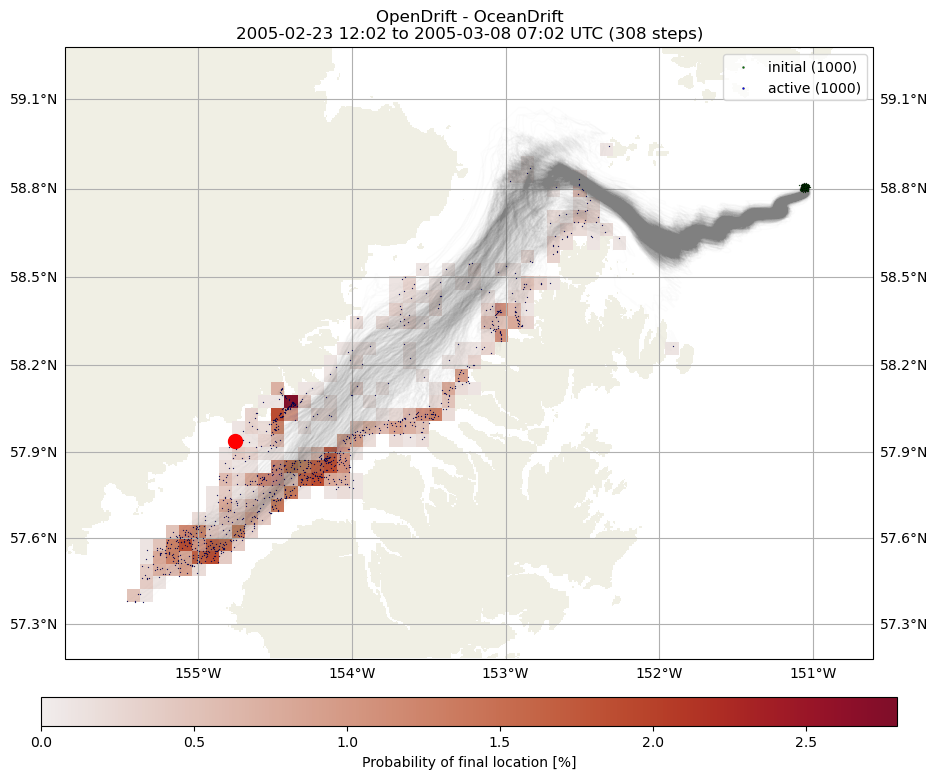 OpenDrift - OceanDrift
2005-02-23 12:02 to 2005-03-08 07:02 UTC (308 steps)
initial (1000)
active (1000)
59.1°N 59.1°N
58.8°N 58.8°N
58.5°N 58.5°N
58.2°N 58.2°N
57.9°N 57.9°N
57.6°N 57.6°N
57.3°N 57.3°N
155°W 154°W 153°W 152°W 151°W
0.0 0.5 1.0 1.5 2.0 2.5
Probability of final location [%]